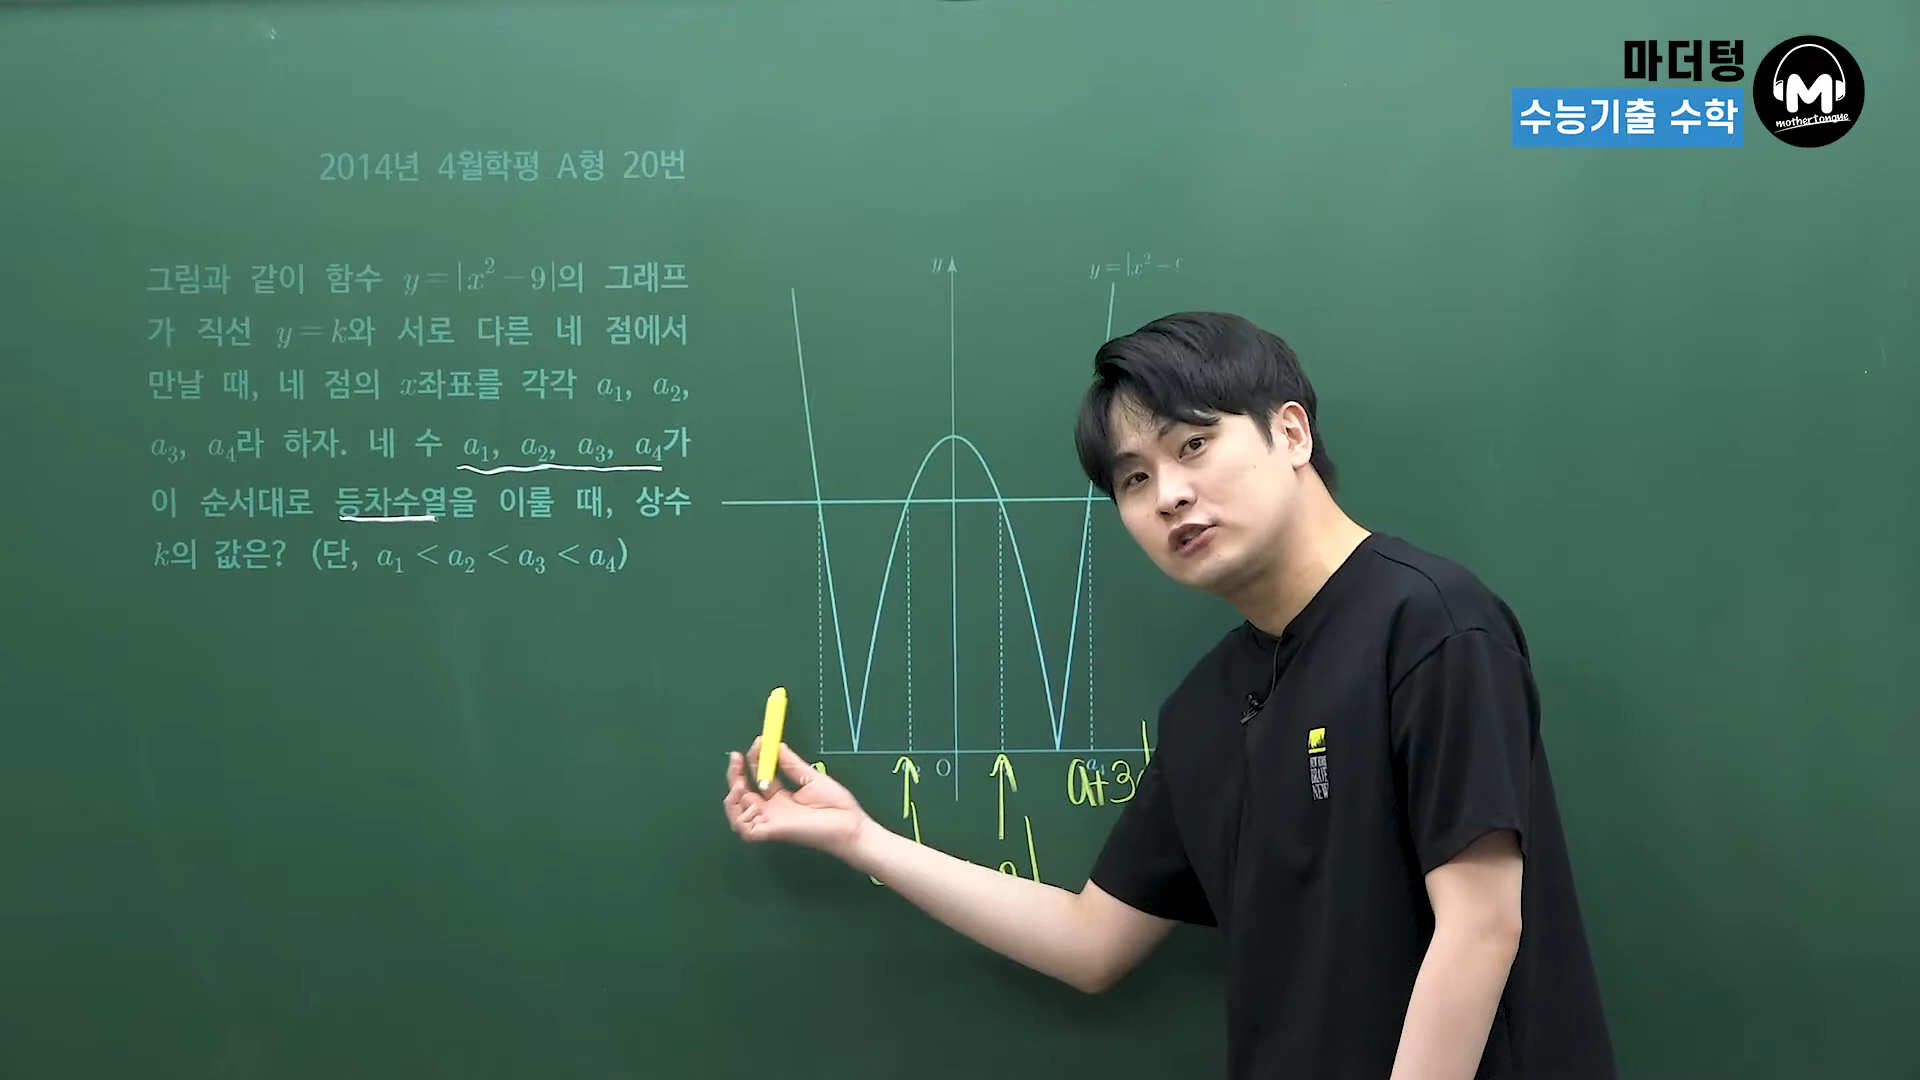 마더텅
수능기출 수학
M
mothertongue
2014년 4월학평 A형 20번
그림과 같이 함수 y=|x²-9|의 그래프
가 직선 y=k와 서로 다른 네 점에서
만날 때, 네 점의 x좌표를 각각 a₁, a₂,
a₃, a₄라 하자. 네 수 a₁, a₂, a₃, a₄가
이 순서대로 등차수열을 이룰 때, 상수
k의 값은? (단, a₁ < a₂ < a₃ < a₄)
y
y=|x²-
O
a+3
BRAVE
NEW